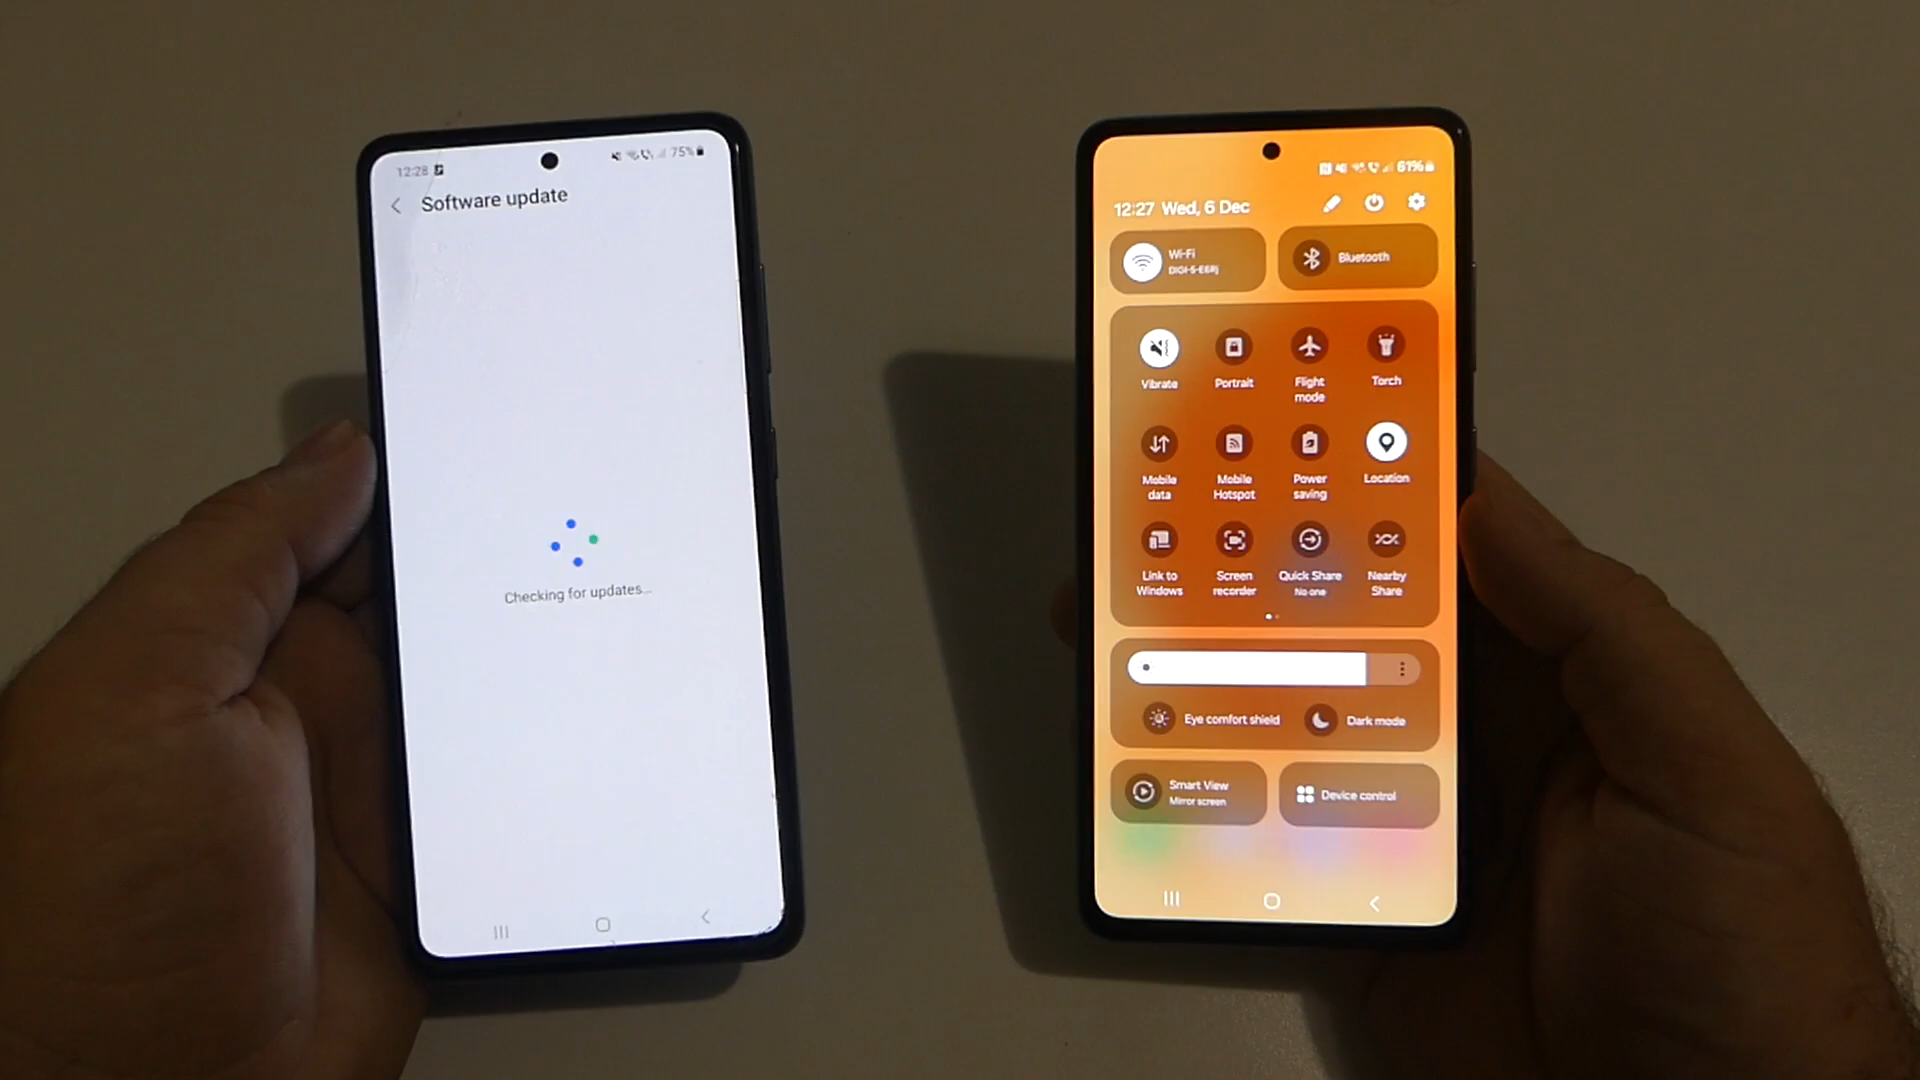 12:28
75%
Software update
Checking for updates...
61%
12:27 Wed, 6 Dec
Wi-Fi
DIGI-5-E6Rj
Bluetooth
Vibrate
Portrait
Flight
mode
Torch
Mobile
data
Mobile
Hotspot
Power
saving
Location
Link to
Windows
Screen
recorder
Quick Share
No one
Nearby
Share
Eye comfort shield
Dark mode
Smart View
Mirror screen
Device control